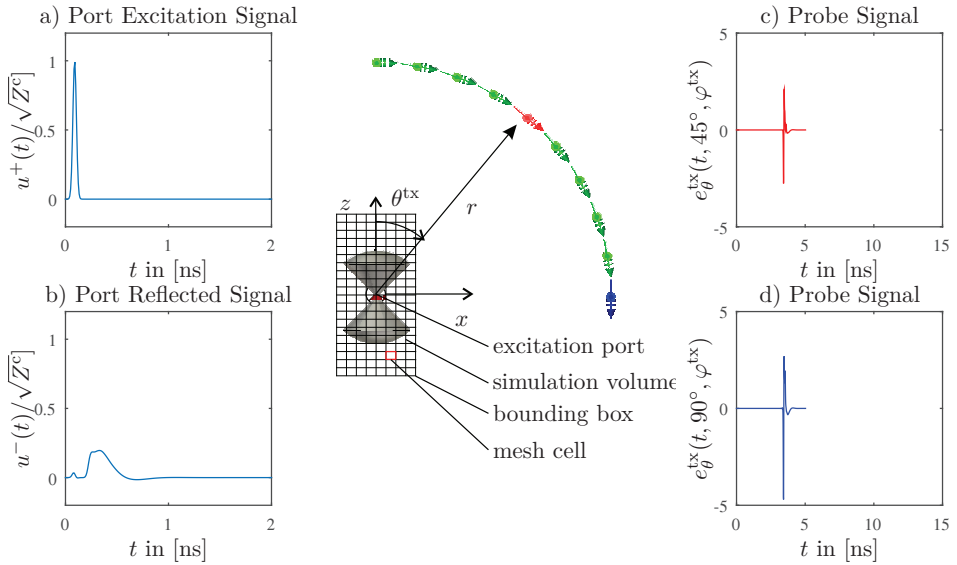 a) Port Excitation Signal
u⁺(t)/√Zᶜ]
1
0.5
0
0
1
2
t in [ns]
b) Port Reflected Signal
u⁻(t)/√Zᶜ]
1
0.5
0
0
1
2
t in [ns]
z
θᵗˣ
r
x
excitation port
simulation volume
bounding box
mesh cell
c) Probe Signal
e_θᵗˣ(t, 45°, φᵗˣ)
5
0
-5
0
5
10
15
t in [ns]
d) Probe Signal
e_θᵗˣ(t, 90°, φᵗˣ)
5
0
-5
0
5
10
15
t in [ns]